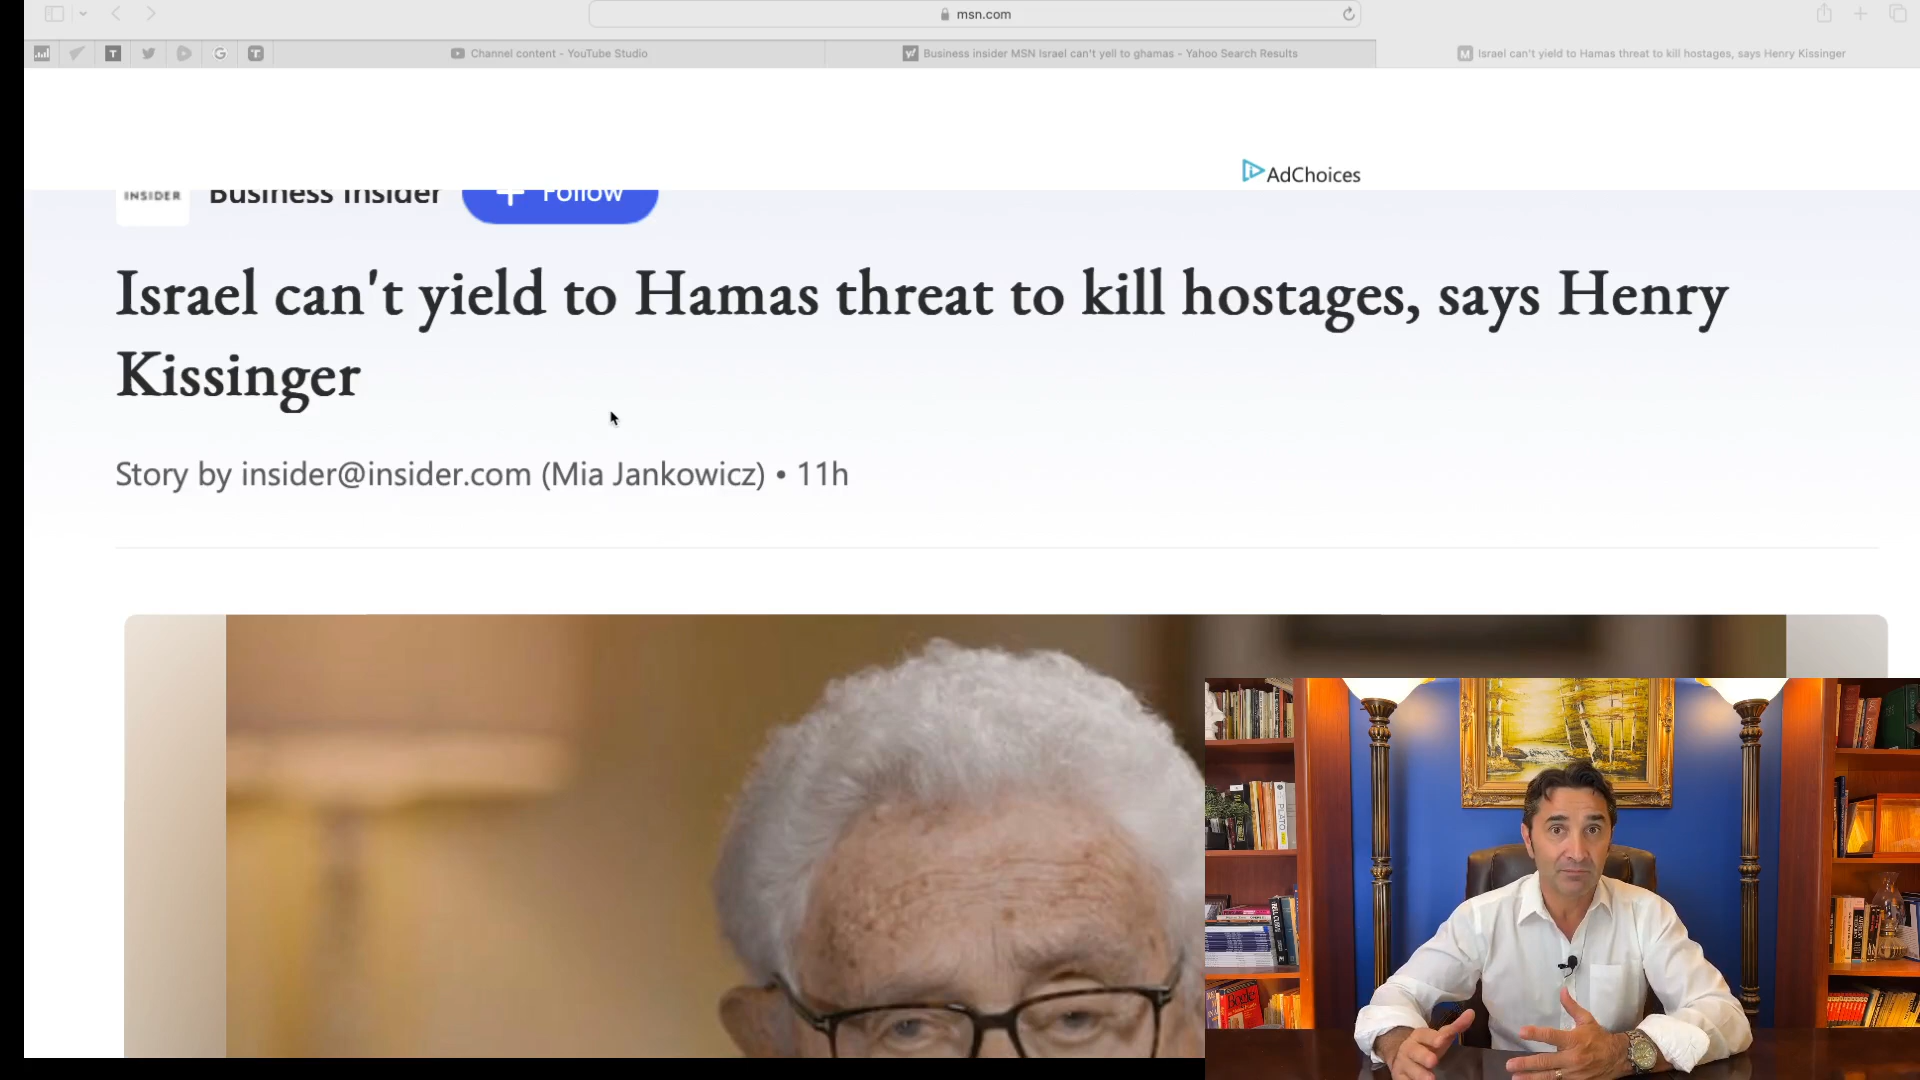 msn.com
Channel content - YouTube Studio
Business insider MSN Israel can't yell to ghamas - Yahoo Search Results
Israel can't yield to Hamas threat to kill hostages, says Henry Kissinger
AdChoices
INSIDER
Business Insider
+ Follow
Israel can't yield to Hamas threat to kill hostages, says Henry
Kissinger
Story by insider@insider.com (Mia Jankowicz) • 11h
PLATO